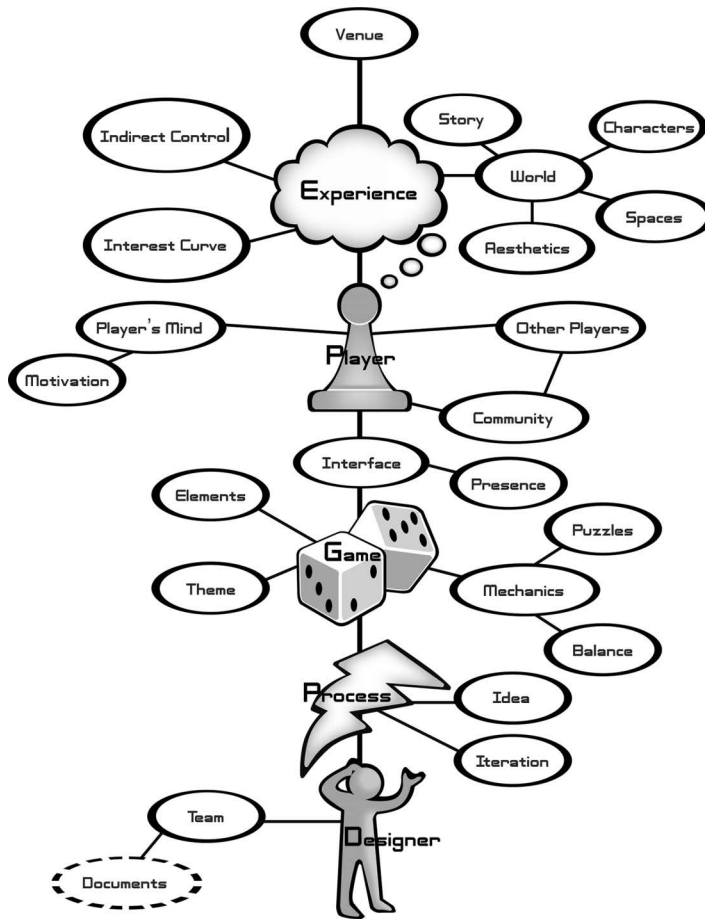 Venue
Story
Characters
Indirect Control
World
Experience
Spaces
Interest Curve
Aesthetics
Player's Mind
Other Players
Player
Motivation
Community
Interface
Presence
Elements
Puzzles
Game
Theme
Mechanics
Balance
Process
Idea
Iteration
Team
Designer
Documents